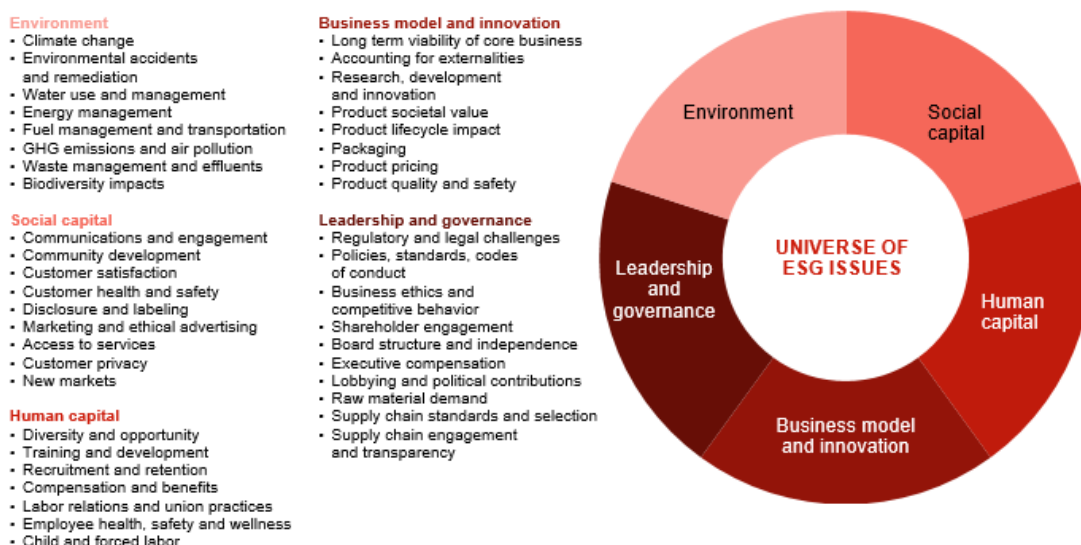 Environment
▪ Climate change
▪ Environmental accidents
and remediation
▪ Water use and management
▪ Energy management
▪ Fuel management and transportation
▪ GHG emissions and air pollution
▪ Waste management and effluents
▪ Biodiversity impacts
Social capital
▪ Communications and engagement
▪ Community development
▪ Customer satisfaction
▪ Customer health and safety
▪ Disclosure and labeling
▪ Marketing and ethical advertising
▪ Access to services
▪ Customer privacy
▪ New markets
Human capital
▪ Diversity and opportunity
▪ Training and development
▪ Recruitment and retention
▪ Compensation and benefits
▪ Labor relations and union practices
▪ Employee health, safety and wellness
▪ Child and forced labor
Business model and innovation
▪ Long term viability of core business
▪ Accounting for externalities
▪ Research, development
and innovation
▪ Product societal value
▪ Product lifecycle impact
▪ Packaging
▪ Product pricing
▪ Product quality and safety
Leadership and governance
▪ Regulatory and legal challenges
▪ Policies, standards, codes
of conduct
▪ Business ethics and
competitive behavior
▪ Shareholder engagement
▪ Board structure and independence
▪ Executive compensation
▪ Lobbying and political contributions
▪ Raw material demand
▪ Supply chain standards and selection
▪ Supply chain engagement
and transparency
Environment
Social
capital
Human
capital
Business model
and innovation
Leadership
and
governance
UNIVERSE OF
ESG ISSUES